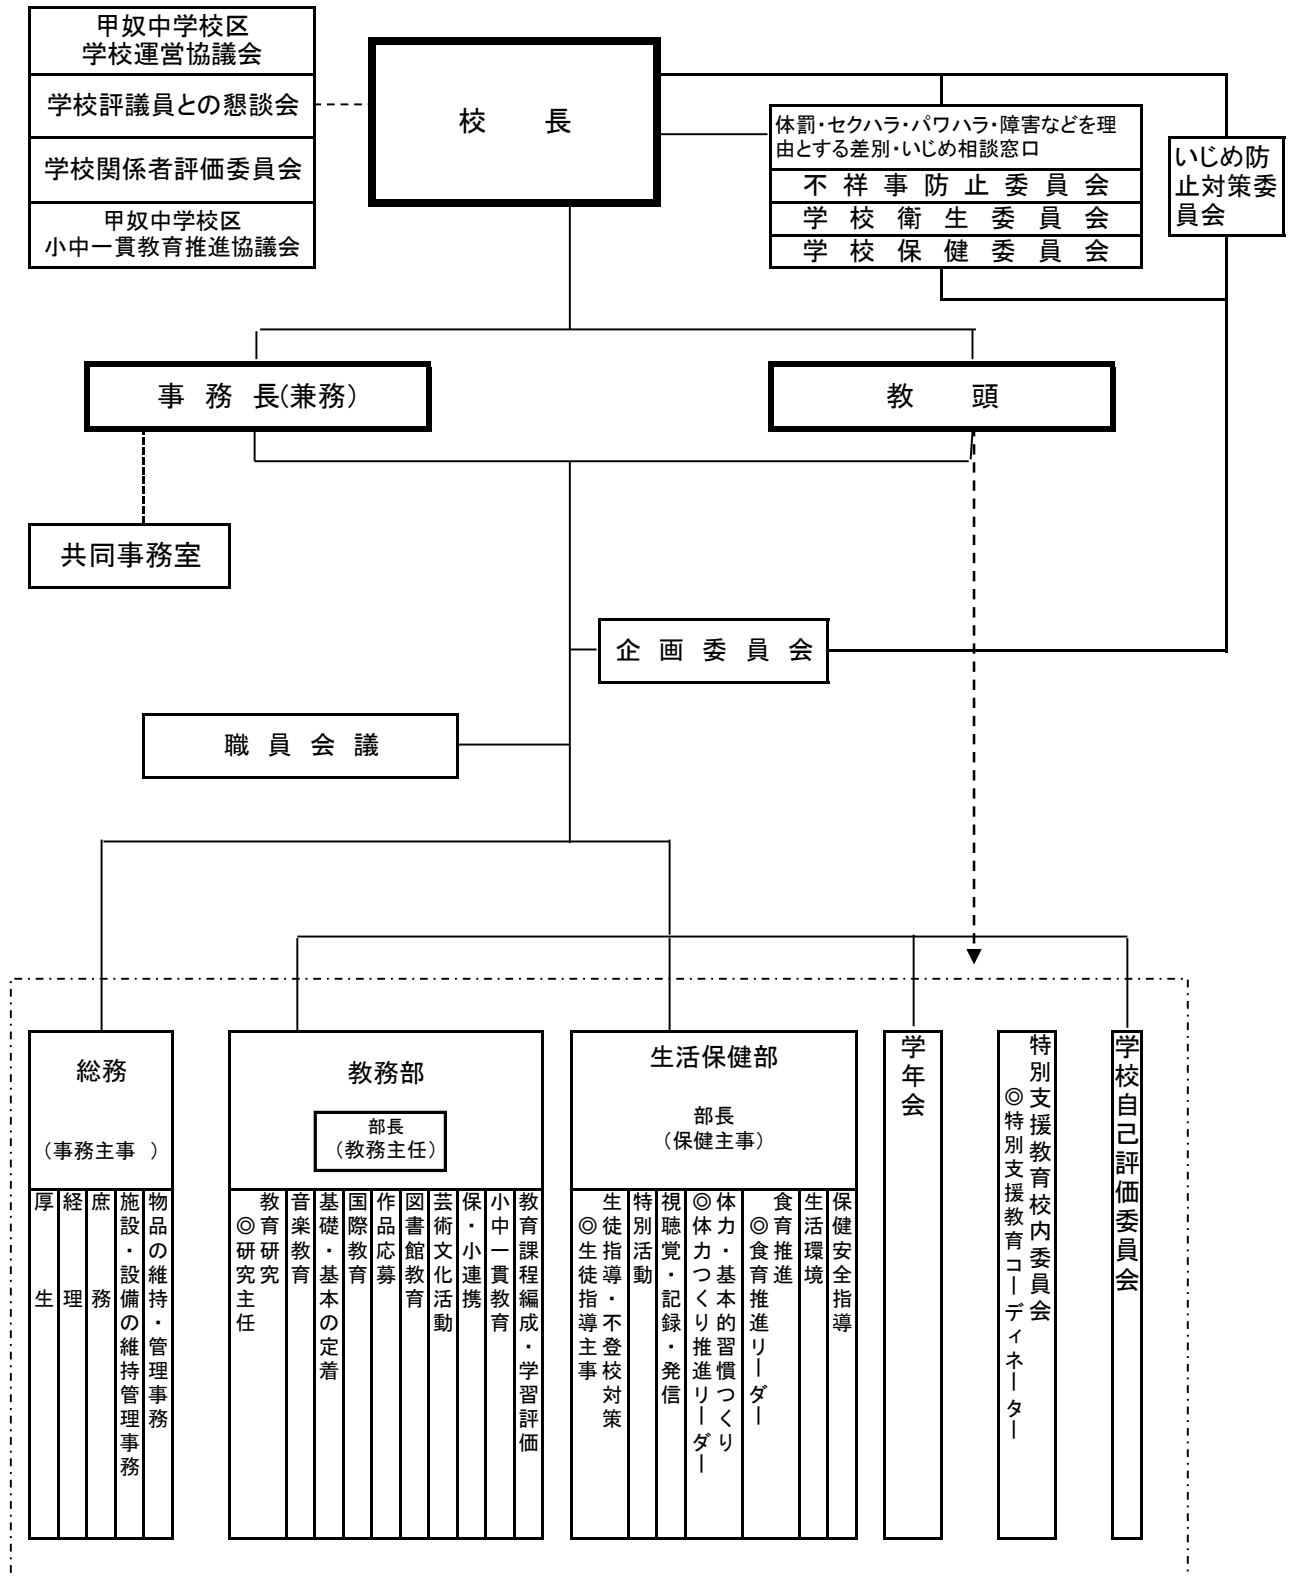 甲奴中学校区
学校運営協議会
学校評議員との懇談会
学校関係者評価委員会
甲奴中学校区
小中一貫教育推進協議会
校　長
体罰・セクハラ・パワハラ・障害などを理
由とする差別・いじめ相談窓口
不祥事防止委員会
学校衛生委員会
学校保健委員会
いじめ防
止対策委
員会
事務長(兼務)
教　頭
共同事務室
企画委員会
職員会議
総務
(事務主事　)
厚生
経理
庶務
施設・設備の維持管理事務
物品の維持・管理事務
教務部
部長
(教務主任)
教育研究
◎研究主任
音楽教育
基礎・基本の定着
国際教育
作品応募
図書館教育
芸術文化活動
保・小連携
小中一貫教育
教育課程編成・学習評価
生活保健部
部長
(保健主事)
生徒指導・不登校対策
◎生徒指導主事
特別活動
視聴覚・記録・発信
体力・基本的習慣つくり
◎体力つくり推進リーダー
食育推進
◎食育推進リーダー
生活環境
保健安全指導
学年会
特別支援教育校内委員会
◎特別支援教育コーディネーター
学校自己評価委員会